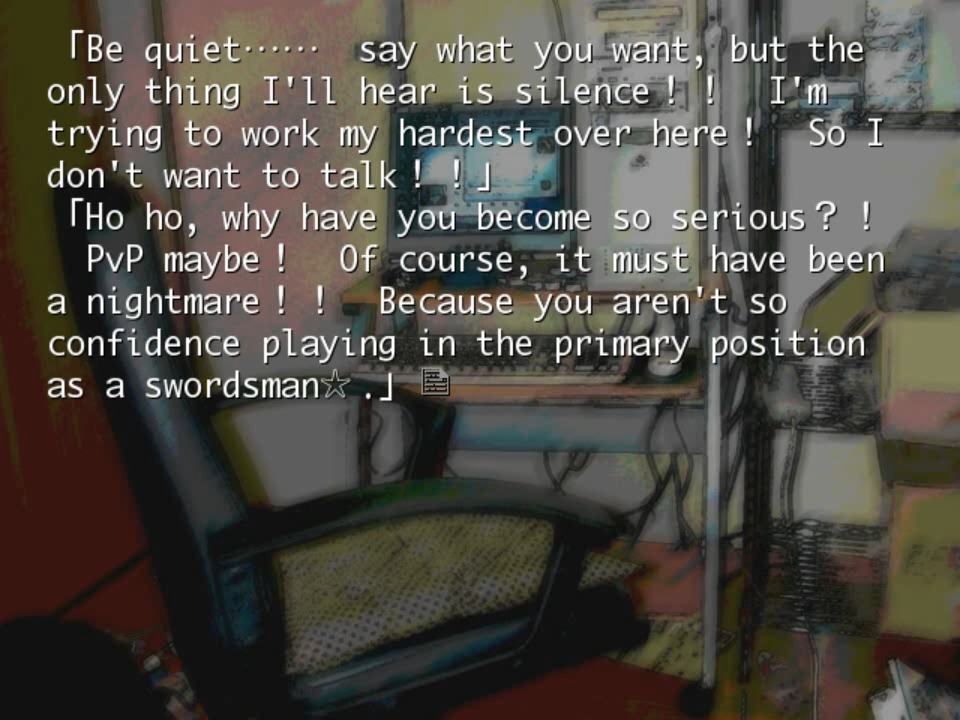 「Be quiet⋯⋯　say what you want, but the
only thing I'll hear is silence！！　I'm
trying to work my hardest over here！　So I
don't want to talk！！」
「Ho ho, why have you become so serious？！
　PvP maybe！　Of course, it must have been
a nightmare！！　Because you aren't so
confidence playing in the primary position
as a swordsman☆.」